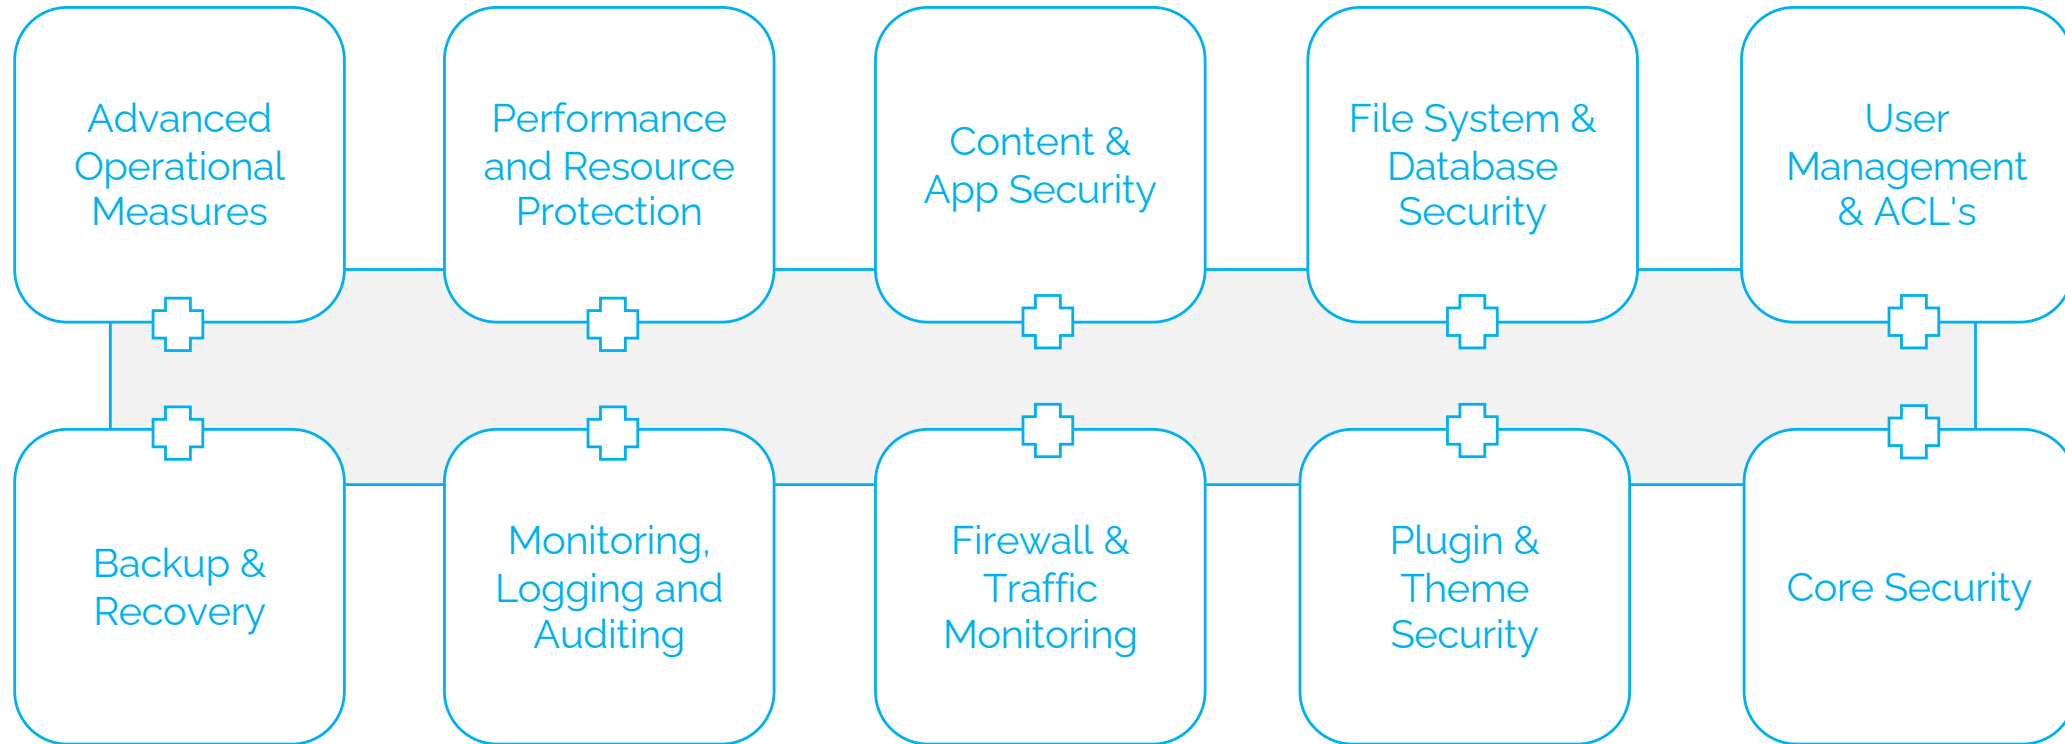 Advanced
Operational
Measures
Performance
and Resource
Protection
Content &
App Security
File System &
Database
Security
User
Management
& ACL's
Backup &
Recovery
Monitoring,
Logging and
Auditing
Firewall &
Traffic
Monitoring
Plugin &
Theme
Security
Core Security